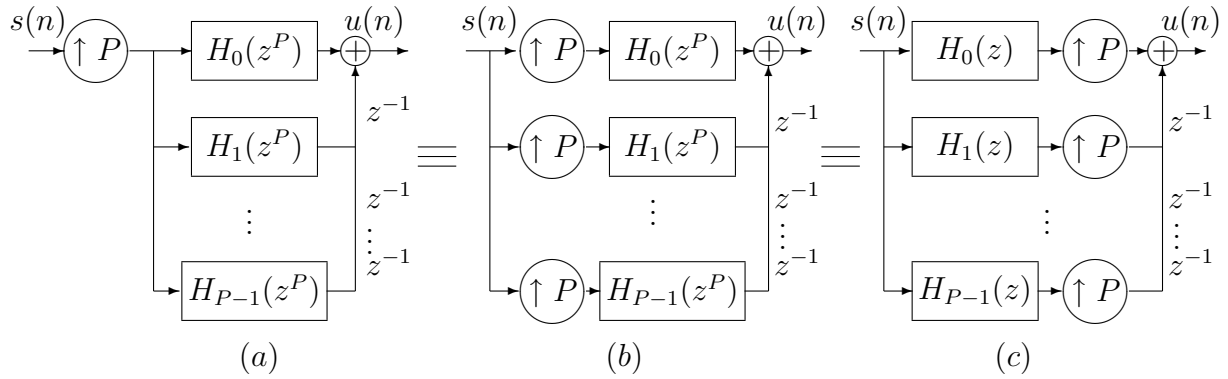 s(n) ↑ P H_0(z^P) + u(n) s(n) ↑ P H_0(z^P) + u(n) s(n) H_0(z) ↑ P + u(n)
z^{-1} z^{-1} z^{-1}
H_1(z^P) ≡ ↑ P H_1(z^P) ≡ H_1(z) ↑ P
z^{-1} z^{-1} z^{-1}
⋮ ⋮ ⋮ ⋮ ⋮ ⋮
z^{-1} z^{-1} z^{-1}
H_{P-1}(z^P) ↑ P H_{P-1}(z^P) H_{P-1}(z) ↑ P
(a) (b) (c)